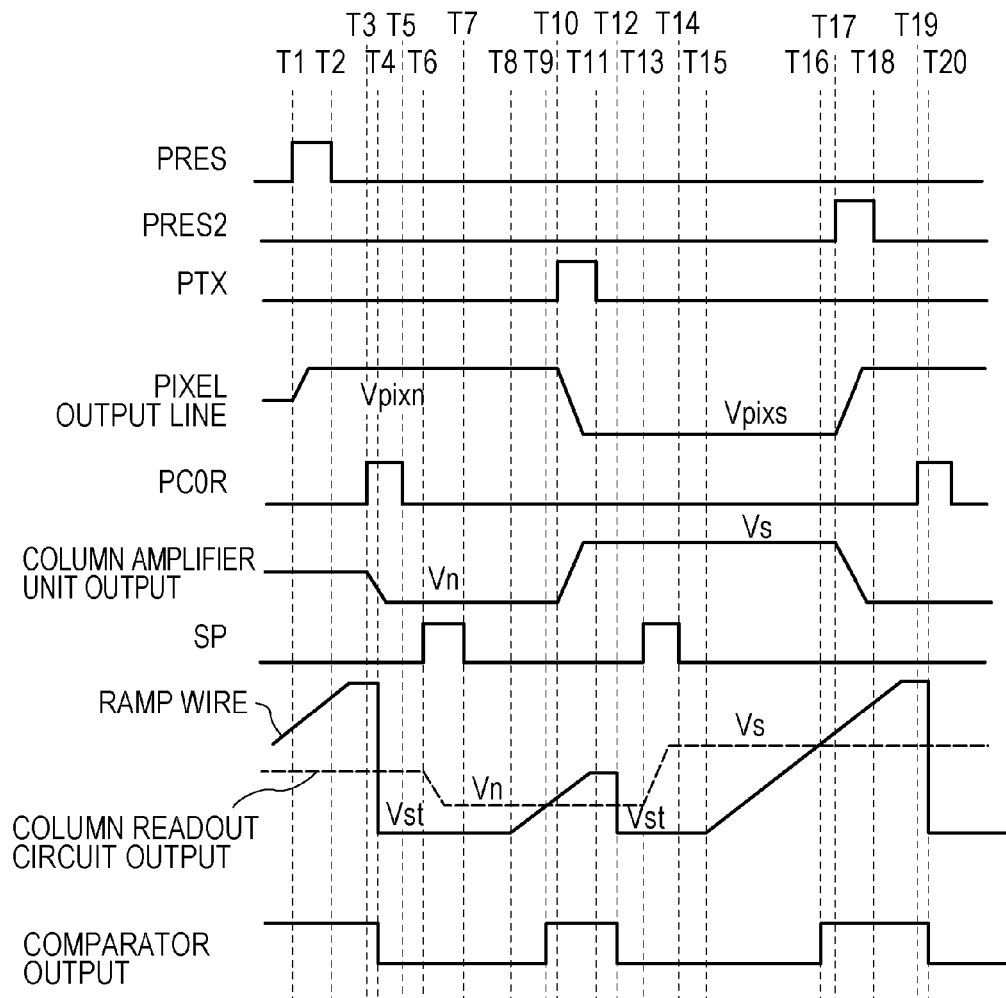 T3 T5 T7 T10 T12 T14 T17 T19
T1 T2 T4 T6 T8 T9 T11 T13 T15 T16 T18 T20
PRES
PRES2
PTX
PIXEL
OUTPUT LINE
Vpixn
Vpixs
PC0R
COLUMN AMPLIFIER
UNIT OUTPUT
Vn
Vs
SP
RAMP WIRE
Vs
Vn
Vst
Vst
COLUMN READOUT
CIRCUIT OUTPUT
COMPARATOR
OUTPUT